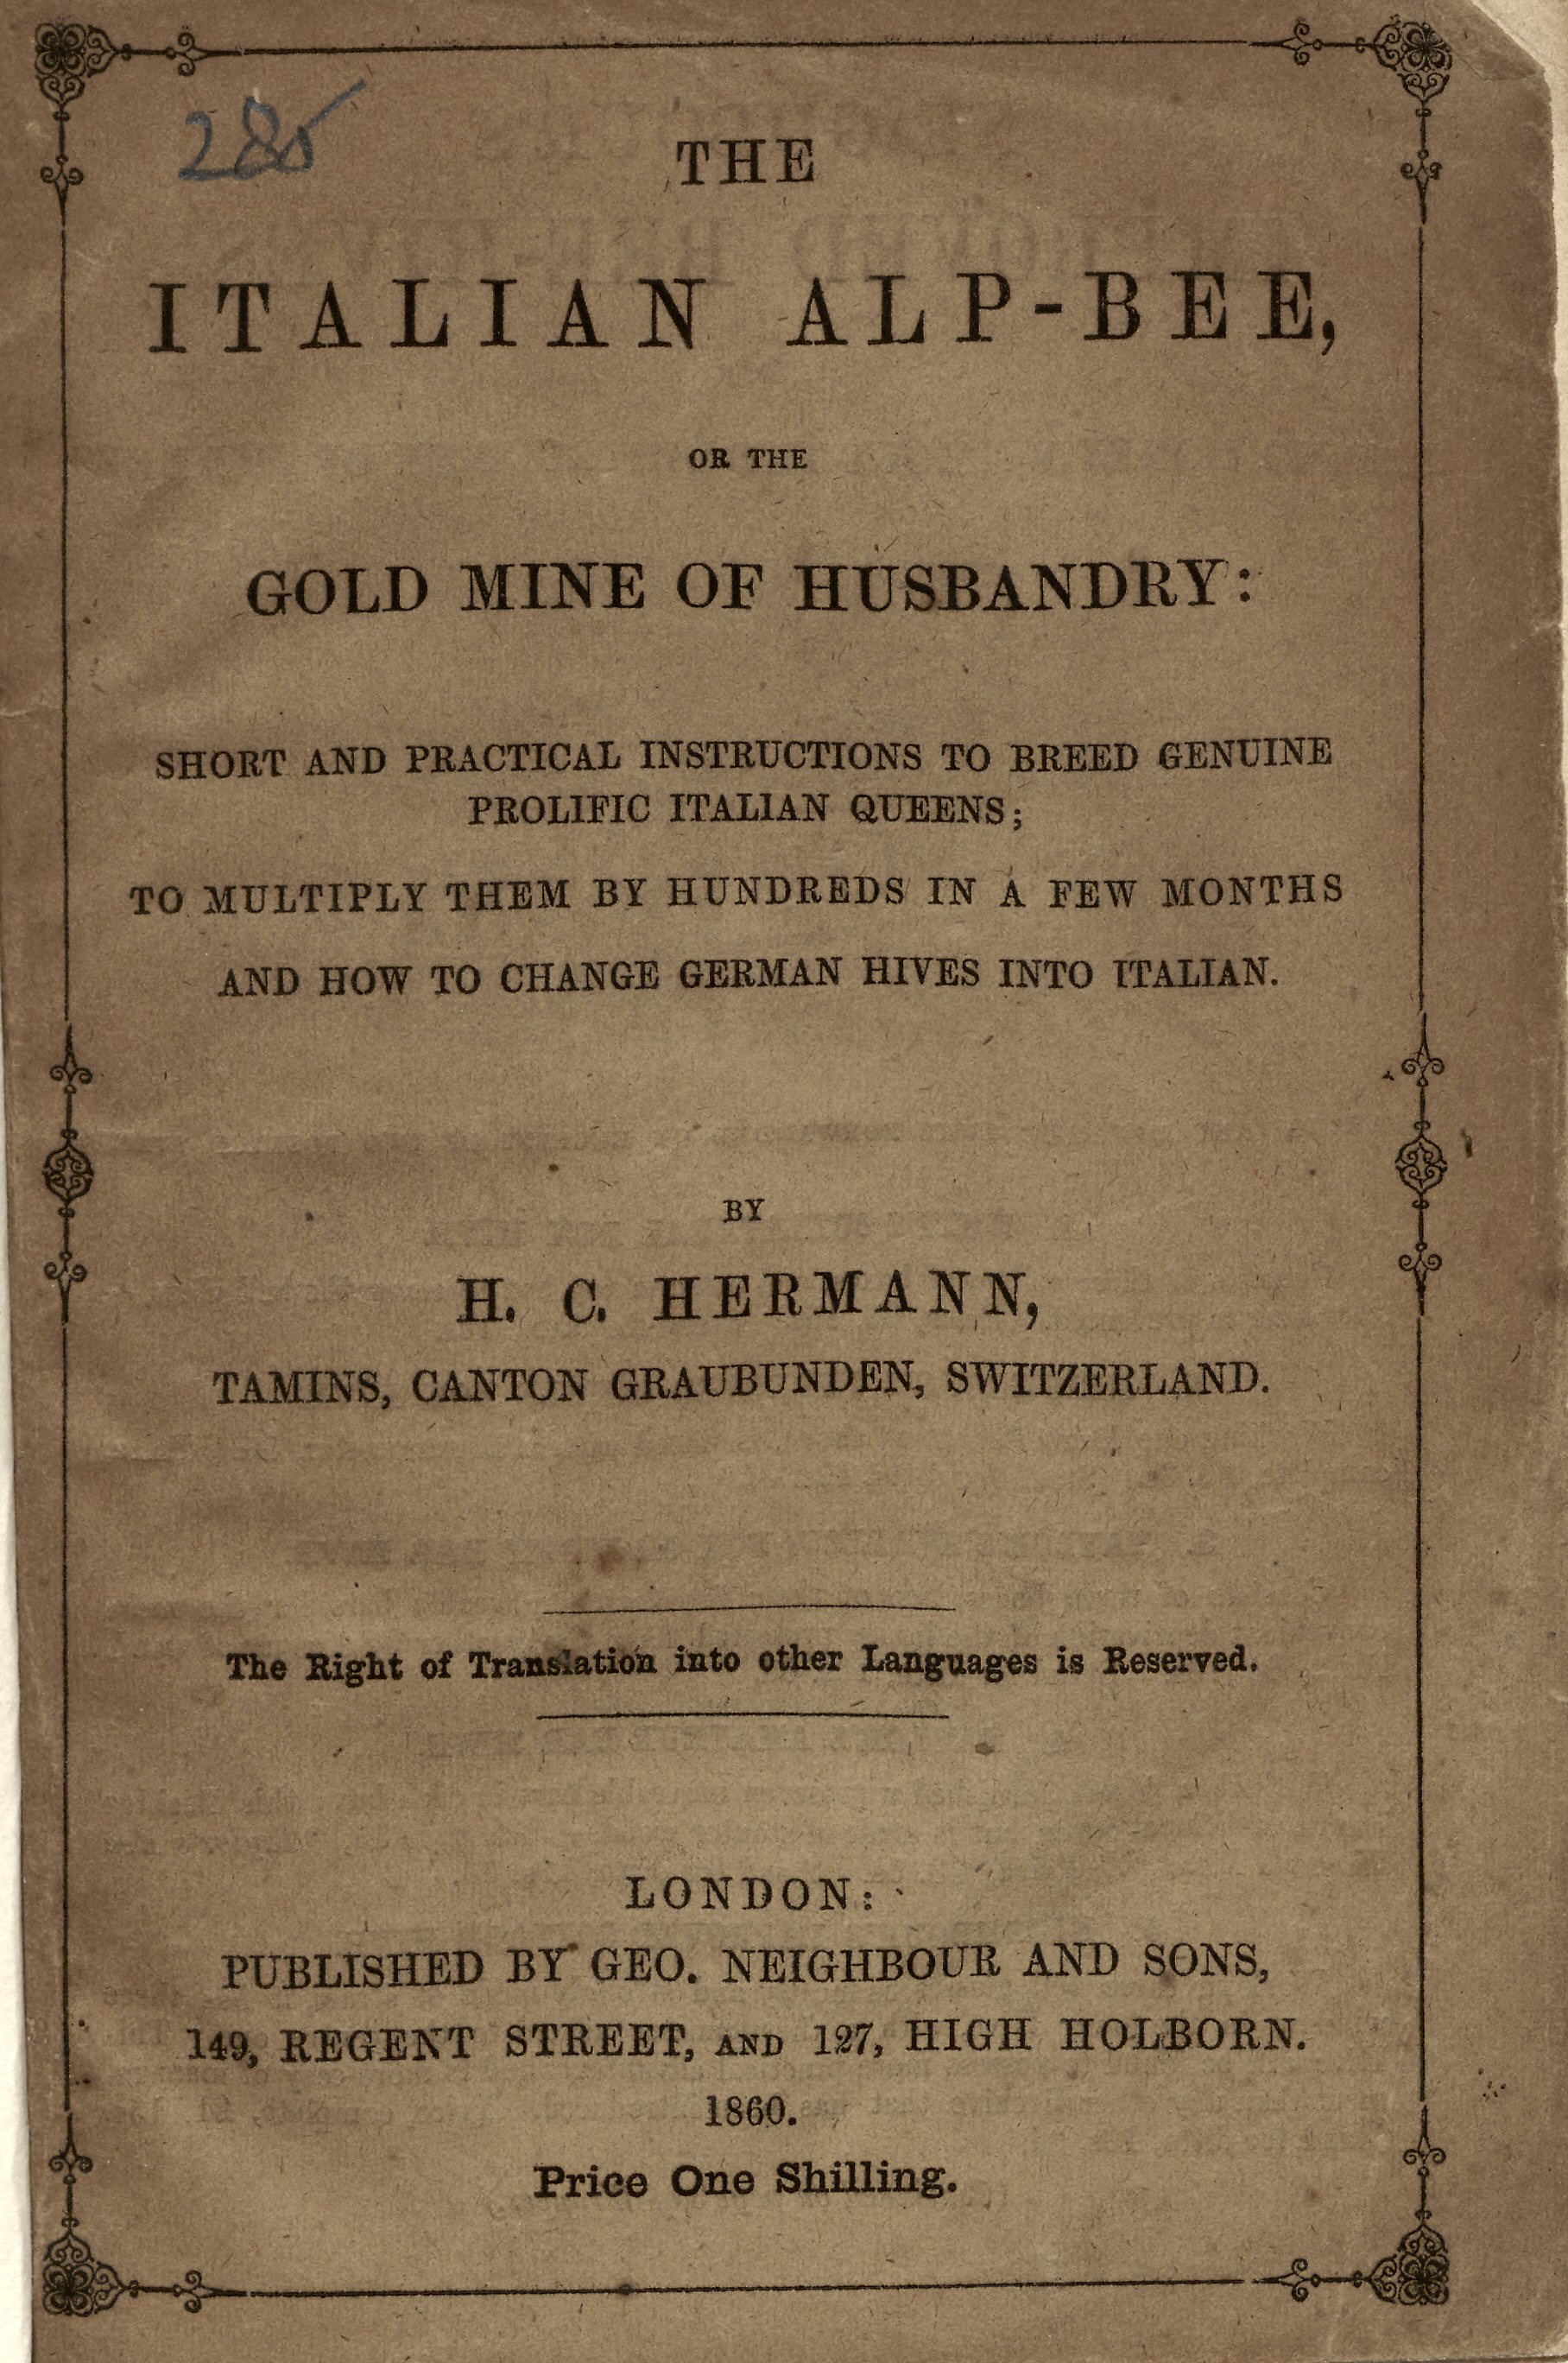 THE
ITALIAN ALP-BEE,
OR THE
GOLD MINE OF HUSBANDRY:
SHORT AND PRACTICAL INSTRUCTIONS TO BREED GENUINE
PROLIFIC ITALIAN QUEENS;
TO MULTIPLY THEM BY HUNDREDS IN A FEW MONTHS
AND HOW TO CHANGE GERMAN HIVES INTO ITALIAN.
BY
H. C. HERMANN,
TAMINS, CANTON GRAUBUNDEN, SWITZERLAND.
The Right of Translation into other Languages is Reserved.
LONDON:
PUBLISHED BY GEO. NEIGHBOUR AND SONS,
149, REGENT STREET, AND 127, HIGH HOLBORN.
1860.
Price One Shilling.